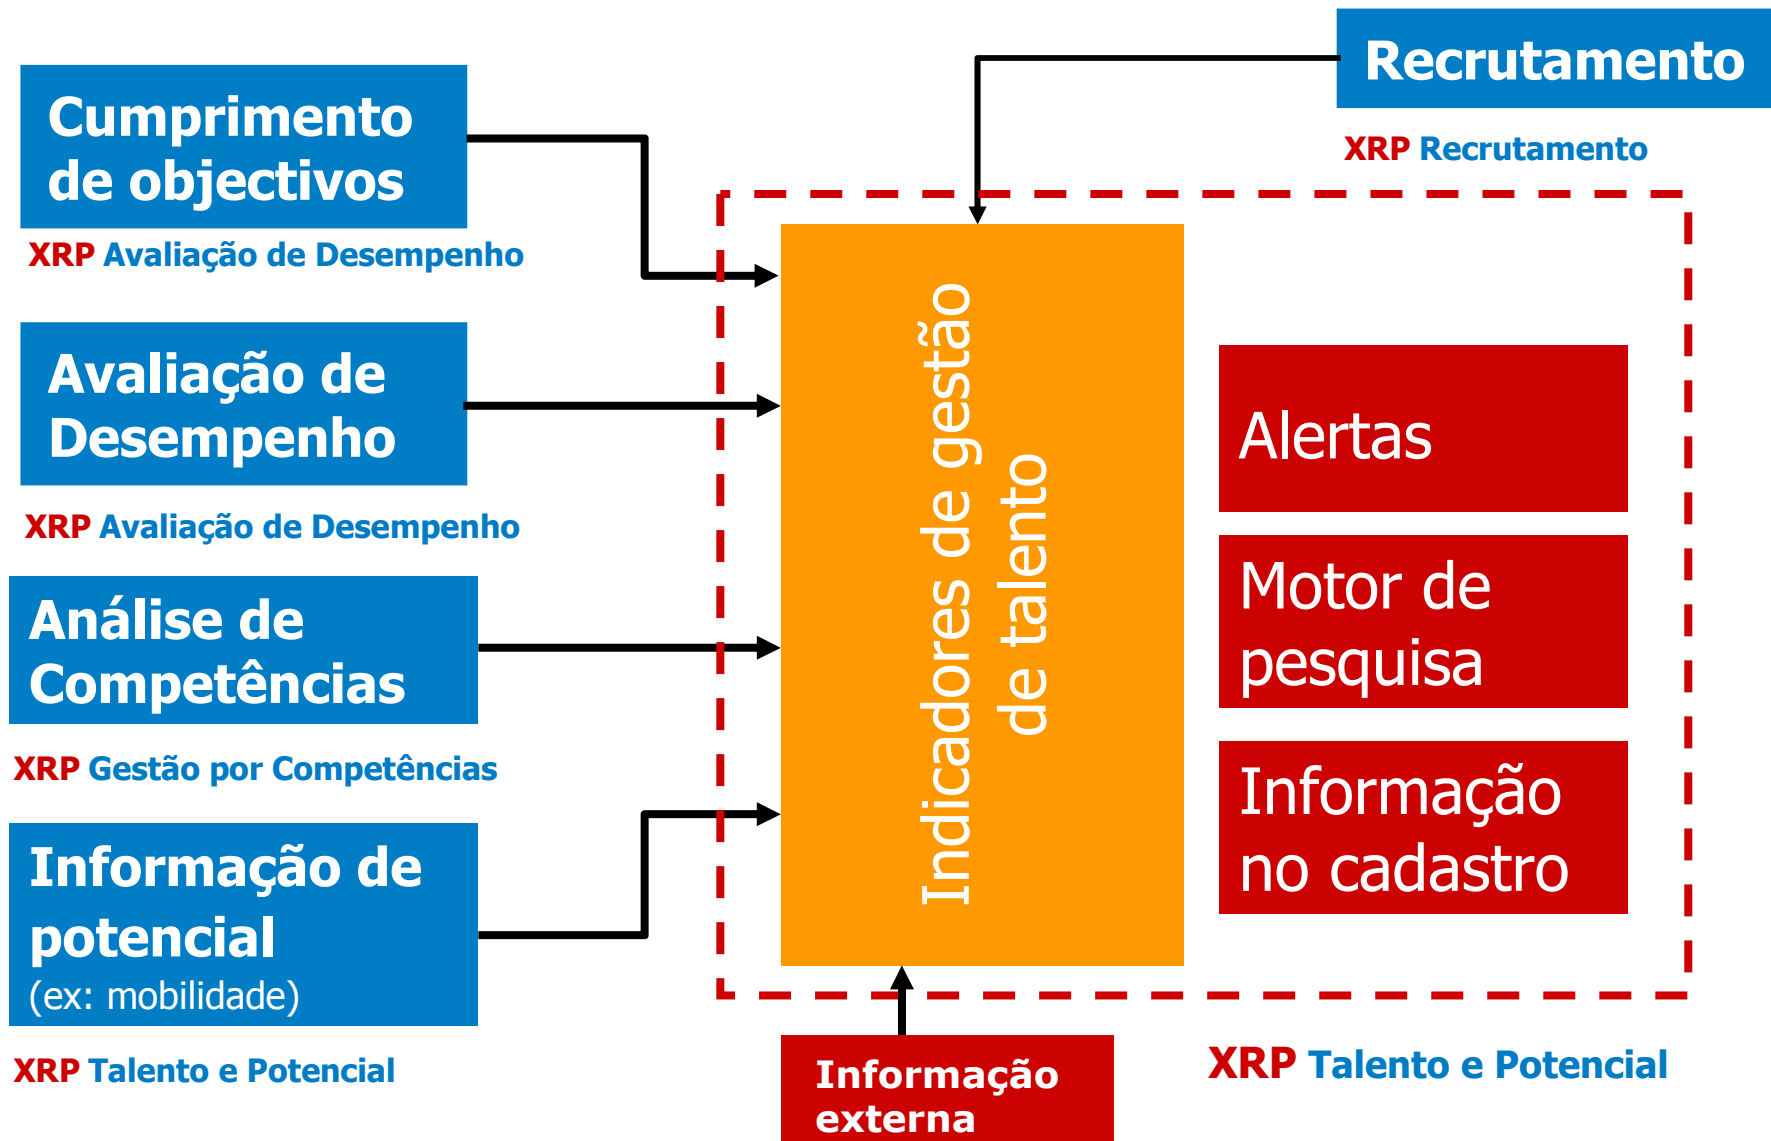 Recrutamento
XRP Recrutamento
Cumprimento
de objectivos
XRP Avaliação de Desempenho
Avaliação de
Desempenho
XRP Avaliação de Desempenho
Análise de
Competências
XRP Gestão por Competências
Informação de
potencial
(ex: mobilidade)
XRP Talento e Potencial
Indicadores de gestão
de talento
Alertas
Motor de
pesquisa
Informação
no cadastro
XRP Talento e Potencial
Informação
externa